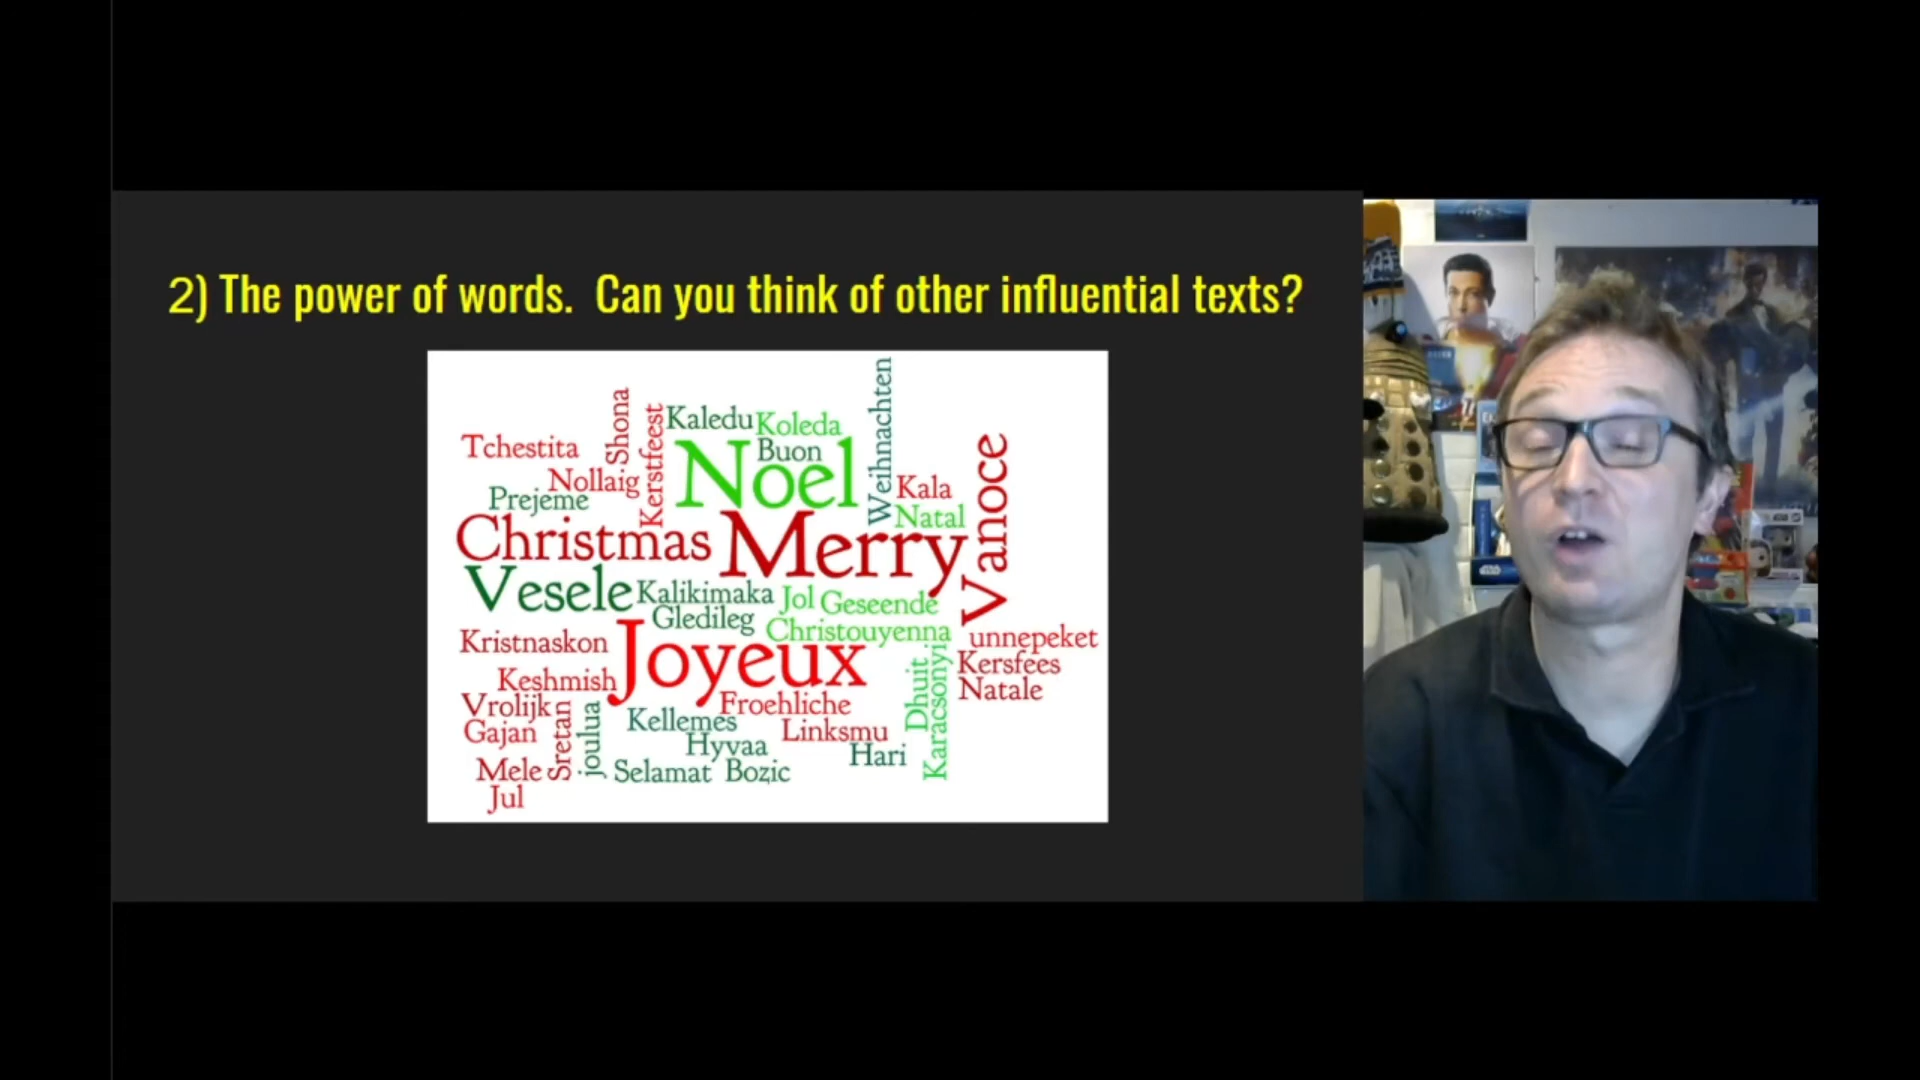 2) The power of words. Can you think of other influential texts?
Weihnachten
Shona
Kerstfeest
Kaledu
Koleda
Tchestita
Buon
Noel
Vanoce
Nollaig
Prejeme
Kala
Natal
Christmas
Merry
Vesele
Kalikimaka
Jol
Geseende
Gledileg
Christouyenna
Kristnaskon
Joyeux
unnepeket
Kersfees
Natale
Dhuit
Karacsonyi
Keshmish
Vrolijk
Gajan
Sretan
joulua
Froehliche
Kellemes
Linksmu
Hyvaa
Hari
Mele
Selamat
Bozic
Jul